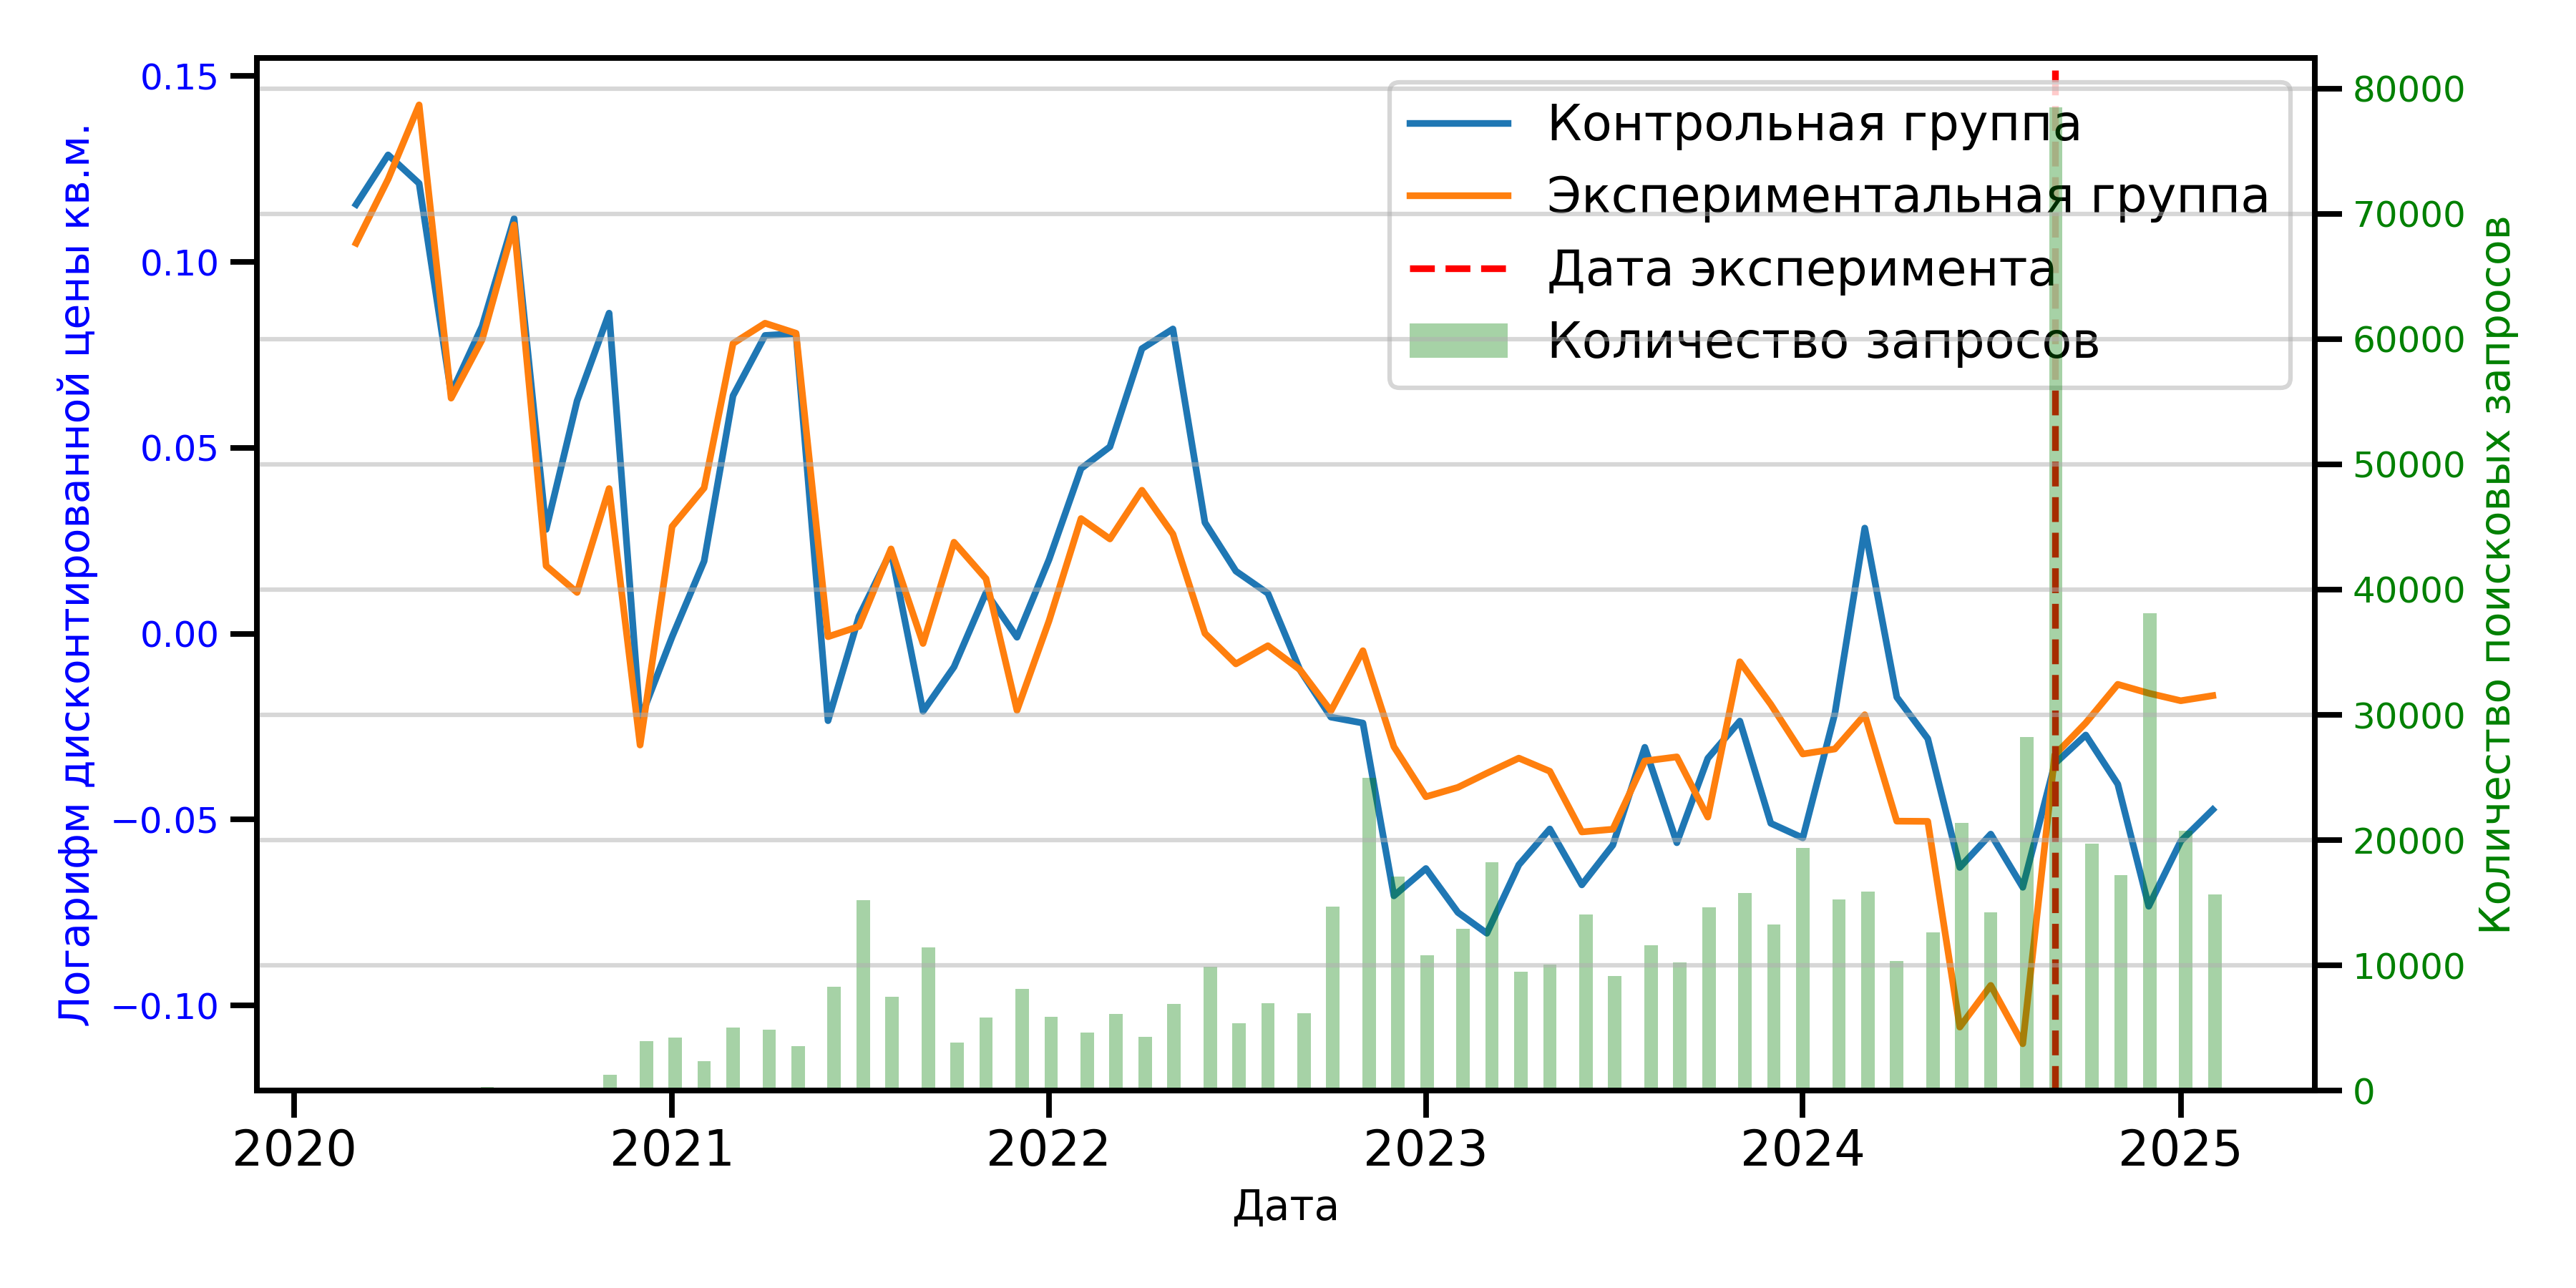 Логарифм дисконтированной цены кв.м.
0.15
0.10
0.05
0.00
−0.05
−0.10
Контрольная группа
Экспериментальная группа
Дата эксперимента
Количество запросов
80000
70000
60000
50000
40000
30000
20000
10000
0
Количество поисковых запросов
2020 2021 2022 2023 2024 2025
Дата